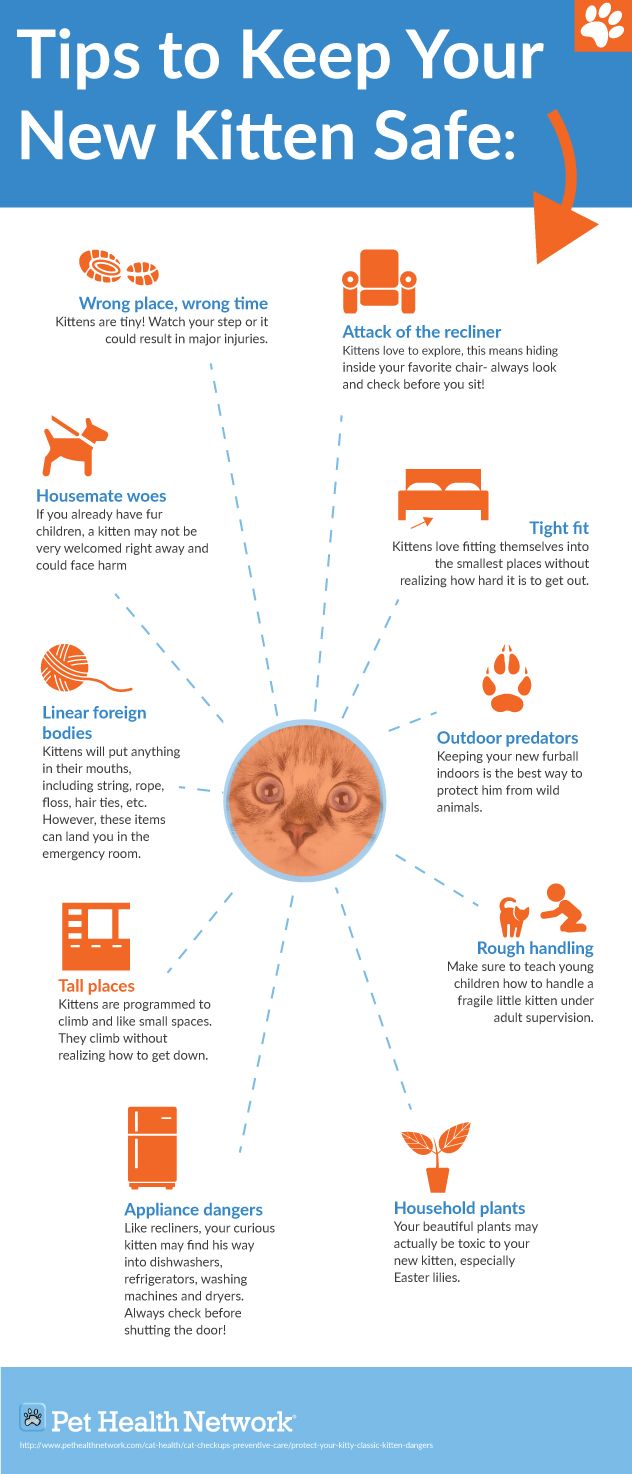 Tips to Keep Your
New Kitten Safe:
Wrong place, wrong time
Kittens are tiny! Watch your step or it
could result in major injuries.
Attack of the recliner
Kittens love to explore, this means hiding
inside your favorite chair- always look
and check before you sit!
Housemate woes
If you already have fur
children, a kitten may not be
very welcomed right away and
could face harm
Tight fit
Kittens love fitting themselves into
the smallest places without
realizing how hard it is to get out.
Linear foreign
bodies
Kittens will put anything
in their mouths,
including string, rope,
floss, hair ties, etc.
However, these items
can land you in the
emergency room.
Outdoor predators
Keeping your new furball
indoors is the best way to
protect him from wild
animals.
Tall places
Kittens are programmed to
climb and like small spaces.
They climb without
realizing how to get down.
Rough handling
Make sure to teach young
children how to handle a
fragile little kitten under
adult supervision.
Appliance dangers
Like recliners, your curious
kitten may find his way
into dishwashers,
refrigerators, washing
machines and dryers.
Always check before
shutting the door!
Household plants
Your beautiful plants may
actually be toxic to your
new kitten, especially
Easter lilies.
Pet Health Network®
http://www.pethealthnetwork.com/cat-health/cat-checkups-preventive-care/protect-your-kitty-classic-kitten-dangers